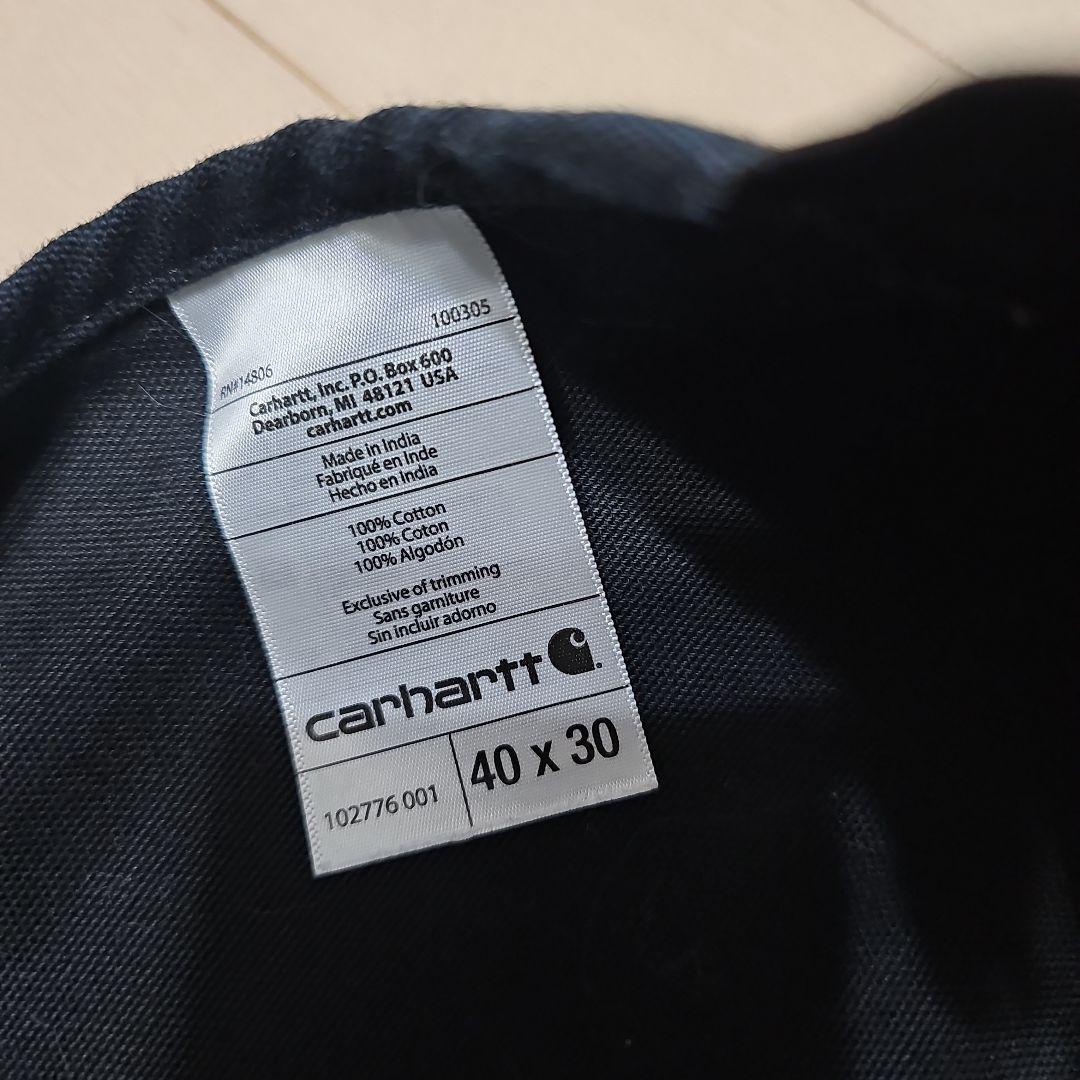 100305
RN#14806
Carhartt, Inc. P.O. Box 600
Dearborn, MI 48121 USA
carhartt.com
Made in India
Fabriqué en Inde
Hecho en India
100% Cotton
100% Coton
100% Algodón
Exclusive of trimming
Sans garniture
Sin incluir adorno
carhartt
102776 001
40 x 30